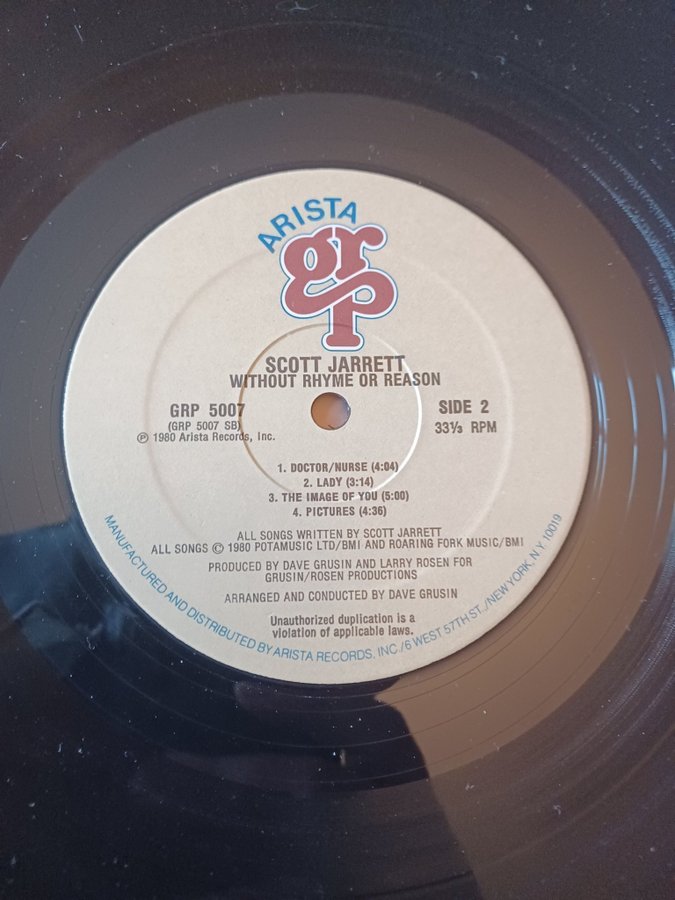 ARISTA
grp
SCOTT JARRETT
WITHOUT RHYME OR REASON
GRP 5007
(GRP 5007 SB)
℗ 1980 Arista Records, Inc.
SIDE 2
33⅓ RPM
1. DOCTOR/NURSE (4:04)
2. LADY (3:14)
3. THE IMAGE OF YOU (5:00)
4. PICTURES (4:36)
ALL SONGS WRITTEN BY SCOTT JARRETT
ALL SONGS © 1980 POTAMUSIC LTD/BMI AND ROARING FORK MUSIC/BMI
PRODUCED BY DAVE GRUSIN AND LARRY ROSEN FOR
GRUSIN/ROSEN PRODUCTIONS
ARRANGED AND CONDUCTED BY DAVE GRUSIN
Unauthorized duplication is a
violation of applicable laws.
MANUFACTURED AND DISTRIBUTED BY ARISTA RECORDS, INC./6 WEST 57TH ST./NEW YORK, N.Y. 10019